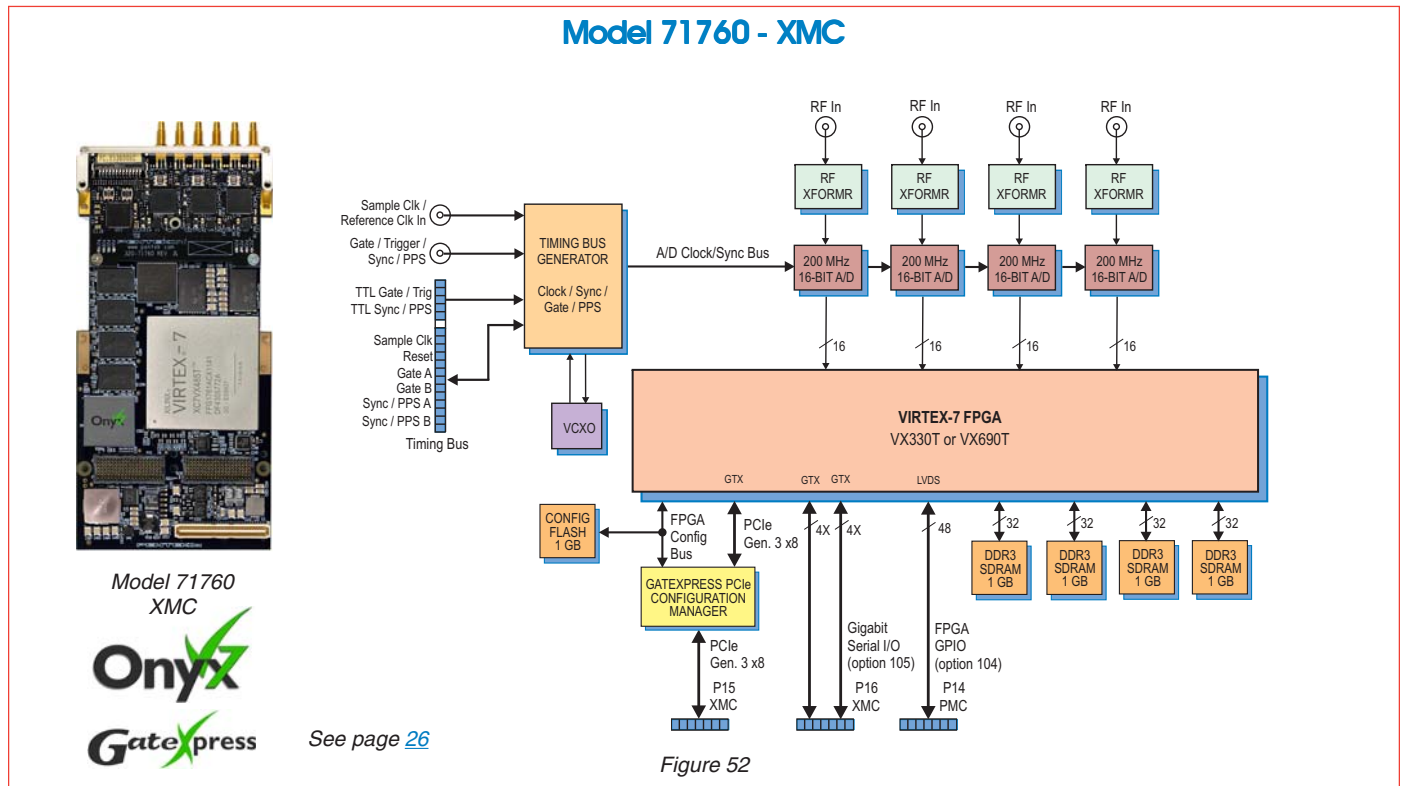 Model 71760 - XMC
RF In
RF In
RF In
RF In
RF
XFORMR
RF
XFORMR
RF
XFORMR
RF
XFORMR
Sample Clk /
Reference Clk In
Gate / Trigger /
Sync / PPS
TTL Gate / Trig
TTL Sync / PPS
Sample Clk
Reset
Gate A
Gate B
Sync / PPS A
Sync / PPS B
Timing Bus
TIMING BUS
GENERATOR
Clock / Sync /
Gate / PPS
VCXO
A/D Clock/Sync Bus
200 MHz
16-BIT A/D
200 MHz
16-BIT A/D
200 MHz
16-BIT A/D
200 MHz
16-BIT A/D
16
16
16
16
VIRTEX-7 FPGA
VX330T or VX690T
GTX
GTX
GTX
LVDS
CONFIG
FLASH
1 GB
FPGA
Config
Bus
PCIe
Gen. 3 x8
4X
4X
48
32
32
32
32
DDR3
SDRAM
1 GB
DDR3
SDRAM
1 GB
DDR3
SDRAM
1 GB
DDR3
SDRAM
1 GB
GATEXPRESS PCIe
CONFIGURATION
MANAGER
PCIe
Gen. 3 x8
P15
XMC
Gigabit
Serial I/O
(option 105)
P16
XMC
FPGA
GPIO
(option 104)
P14
PMC
XILINX
VIRTEX-7
Onyx
Model 71760
XMC
Onyx7
GateXpress
See page 26
Figure 52